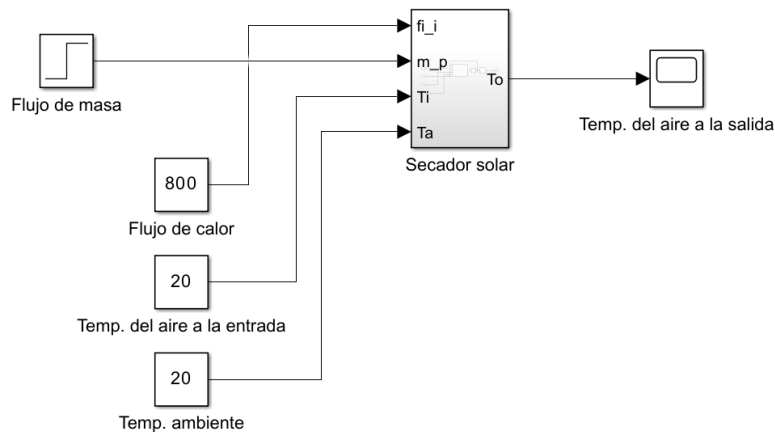 fi_i
m_p
Ti
Ta
To
Secador solar
Flujo de masa
Temp. del aire a la salida
800
Flujo de calor
20
Temp. del aire a la entrada
20
Temp. ambiente